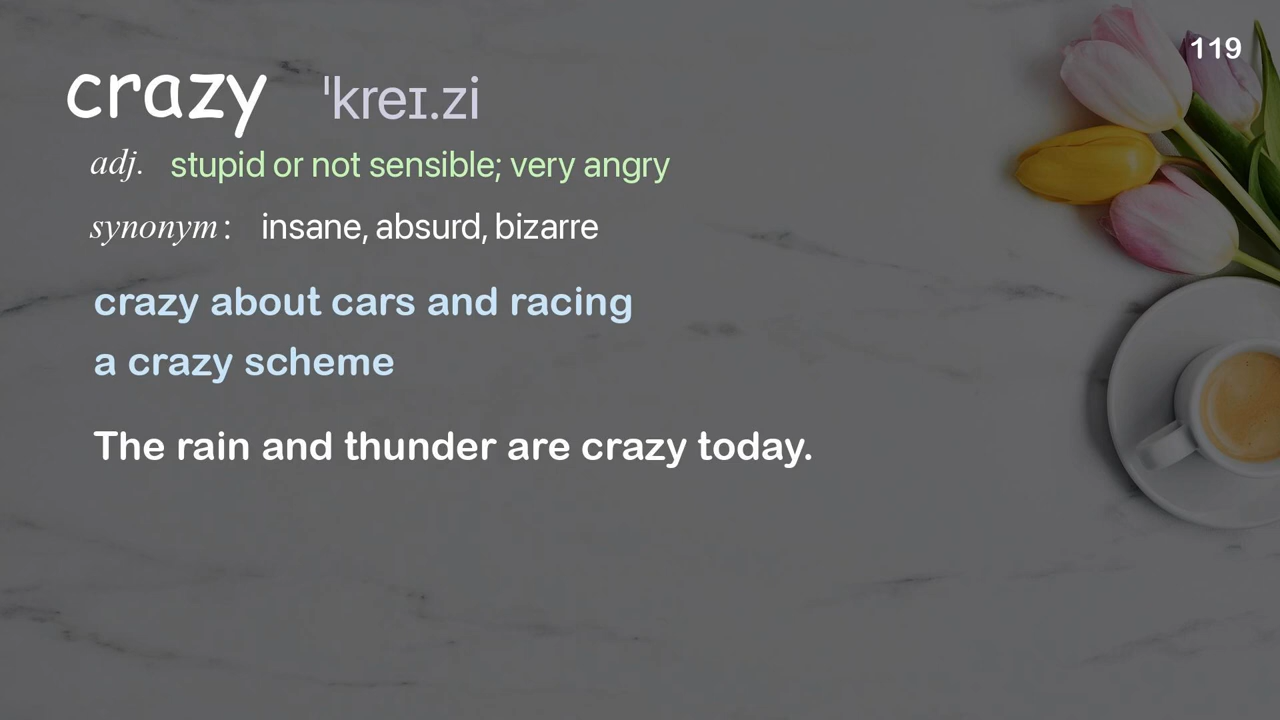 119
crazy ˈkreɪ.zi
adj. stupid or not sensible; very angry
synonym: insane, absurd, bizarre
crazy about cars and racing
a crazy scheme
The rain and thunder are crazy today.